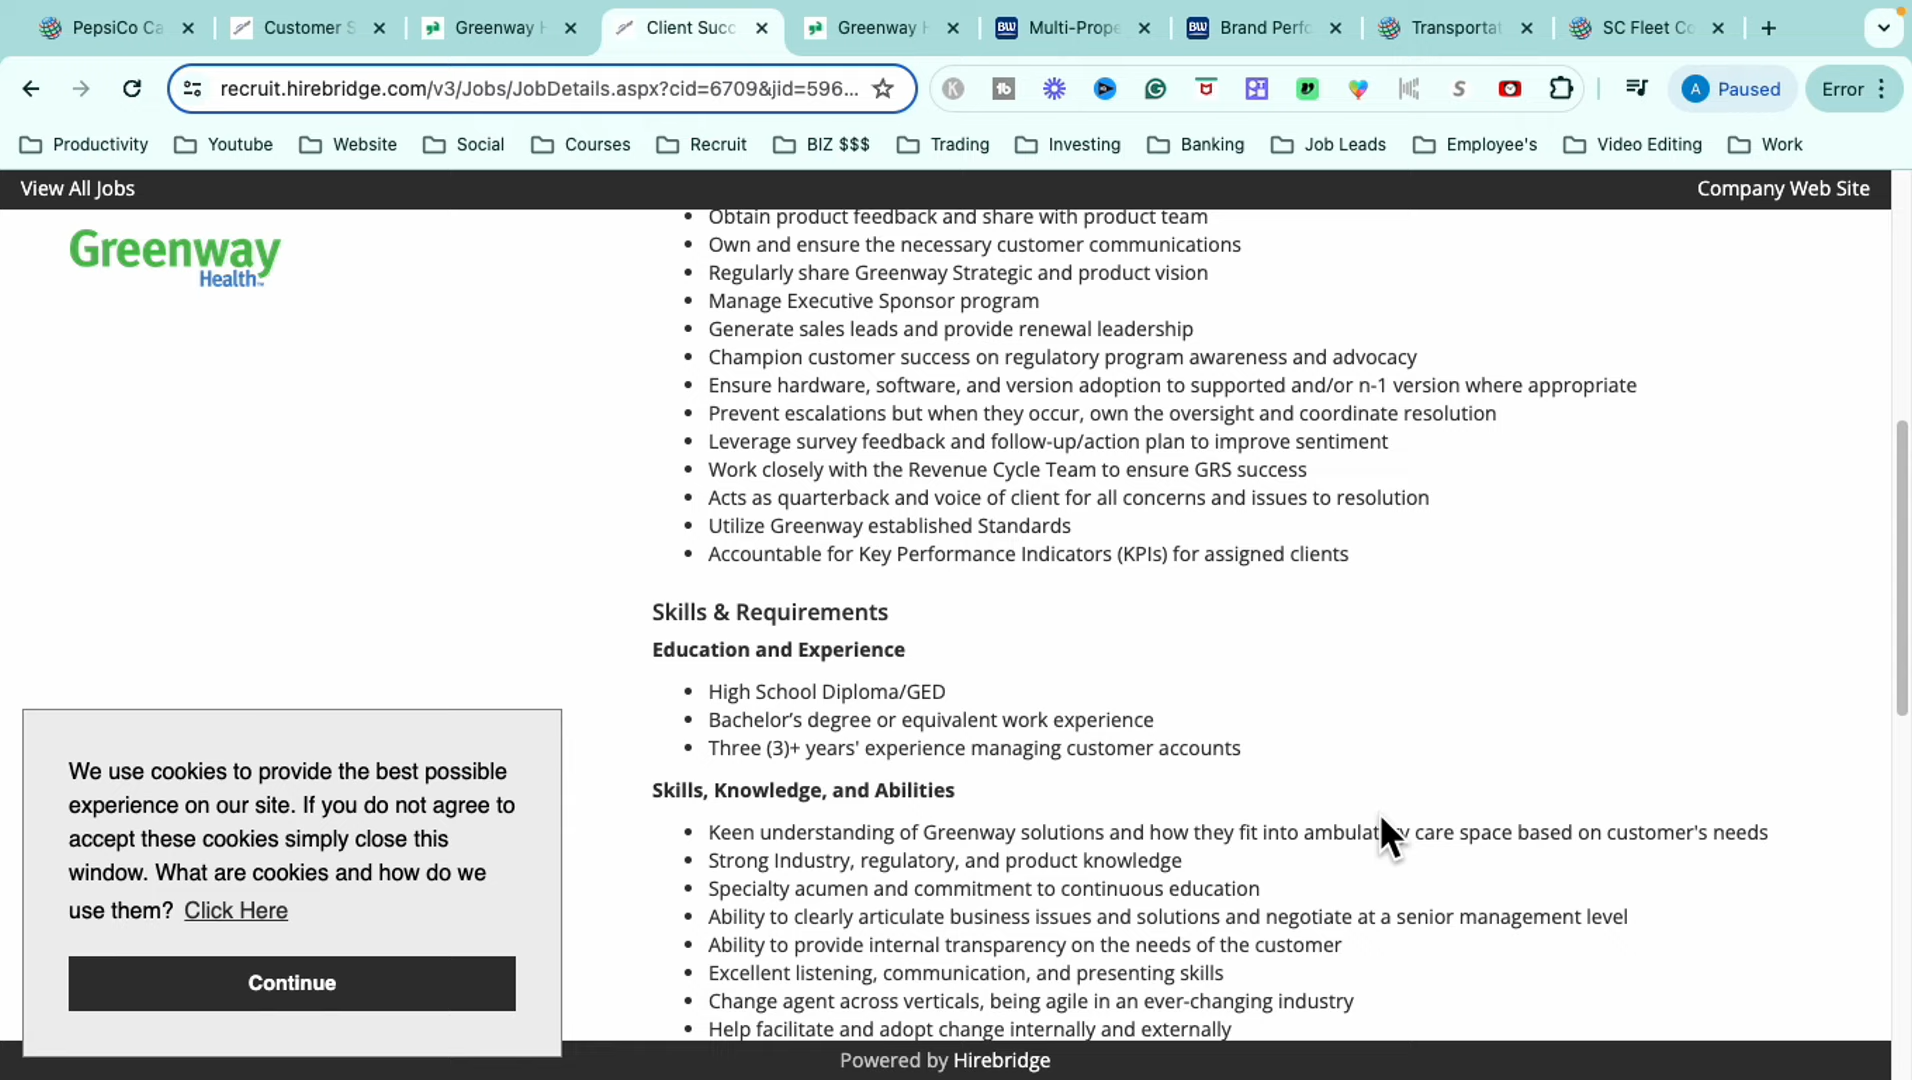 PepsiCo Ca
Customer S
Greenway H
Client Succ
Greenway H
Multi-Prope
Brand Perfo
Transportat
SC Fleet Co
recruit.hirebridge.com/v3/Jobs/JobDetails.aspx?cid=6709&jid=596...
A Paused
Error
Productivity
Youtube
Website
Social
Courses
Recruit
BIZ $$$
Trading
Investing
Banking
Job Leads
Employee's
Video Editing
Work
View All Jobs
Company Web Site
Greenway
Health™
• Obtain product feedback and share with product team
• Own and ensure the necessary customer communications
• Regularly share Greenway Strategic and product vision
• Manage Executive Sponsor program
• Generate sales leads and provide renewal leadership
• Champion customer success on regulatory program awareness and advocacy
• Ensure hardware, software, and version adoption to supported and/or n-1 version where appropriate
• Prevent escalations but when they occur, own the oversight and coordinate resolution
• Leverage survey feedback and follow-up/action plan to improve sentiment
• Work closely with the Revenue Cycle Team to ensure GRS success
• Acts as quarterback and voice of client for all concerns and issues to resolution
• Utilize Greenway established Standards
• Accountable for Key Performance Indicators (KPIs) for assigned clients
Skills & Requirements
Education and Experience
• High School Diploma/GED
• Bachelor’s degree or equivalent work experience
• Three (3)+ years' experience managing customer accounts
Skills, Knowledge, and Abilities
• Keen understanding of Greenway solutions and how they fit into ambulatory care space based on customer's needs
• Strong Industry, regulatory, and product knowledge
• Specialty acumen and commitment to continuous education
• Ability to clearly articulate business issues and solutions and negotiate at a senior management level
• Ability to provide internal transparency on the needs of the customer
• Excellent listening, communication, and presenting skills
• Change agent across verticals, being agile in an ever-changing industry
• Help facilitate and adopt change internally and externally
We use cookies to provide the best possible
experience on our site. If you do not agree to
accept these cookies simply close this
window. What are cookies and how do we
use them? Click Here
Continue
Powered by Hirebridge